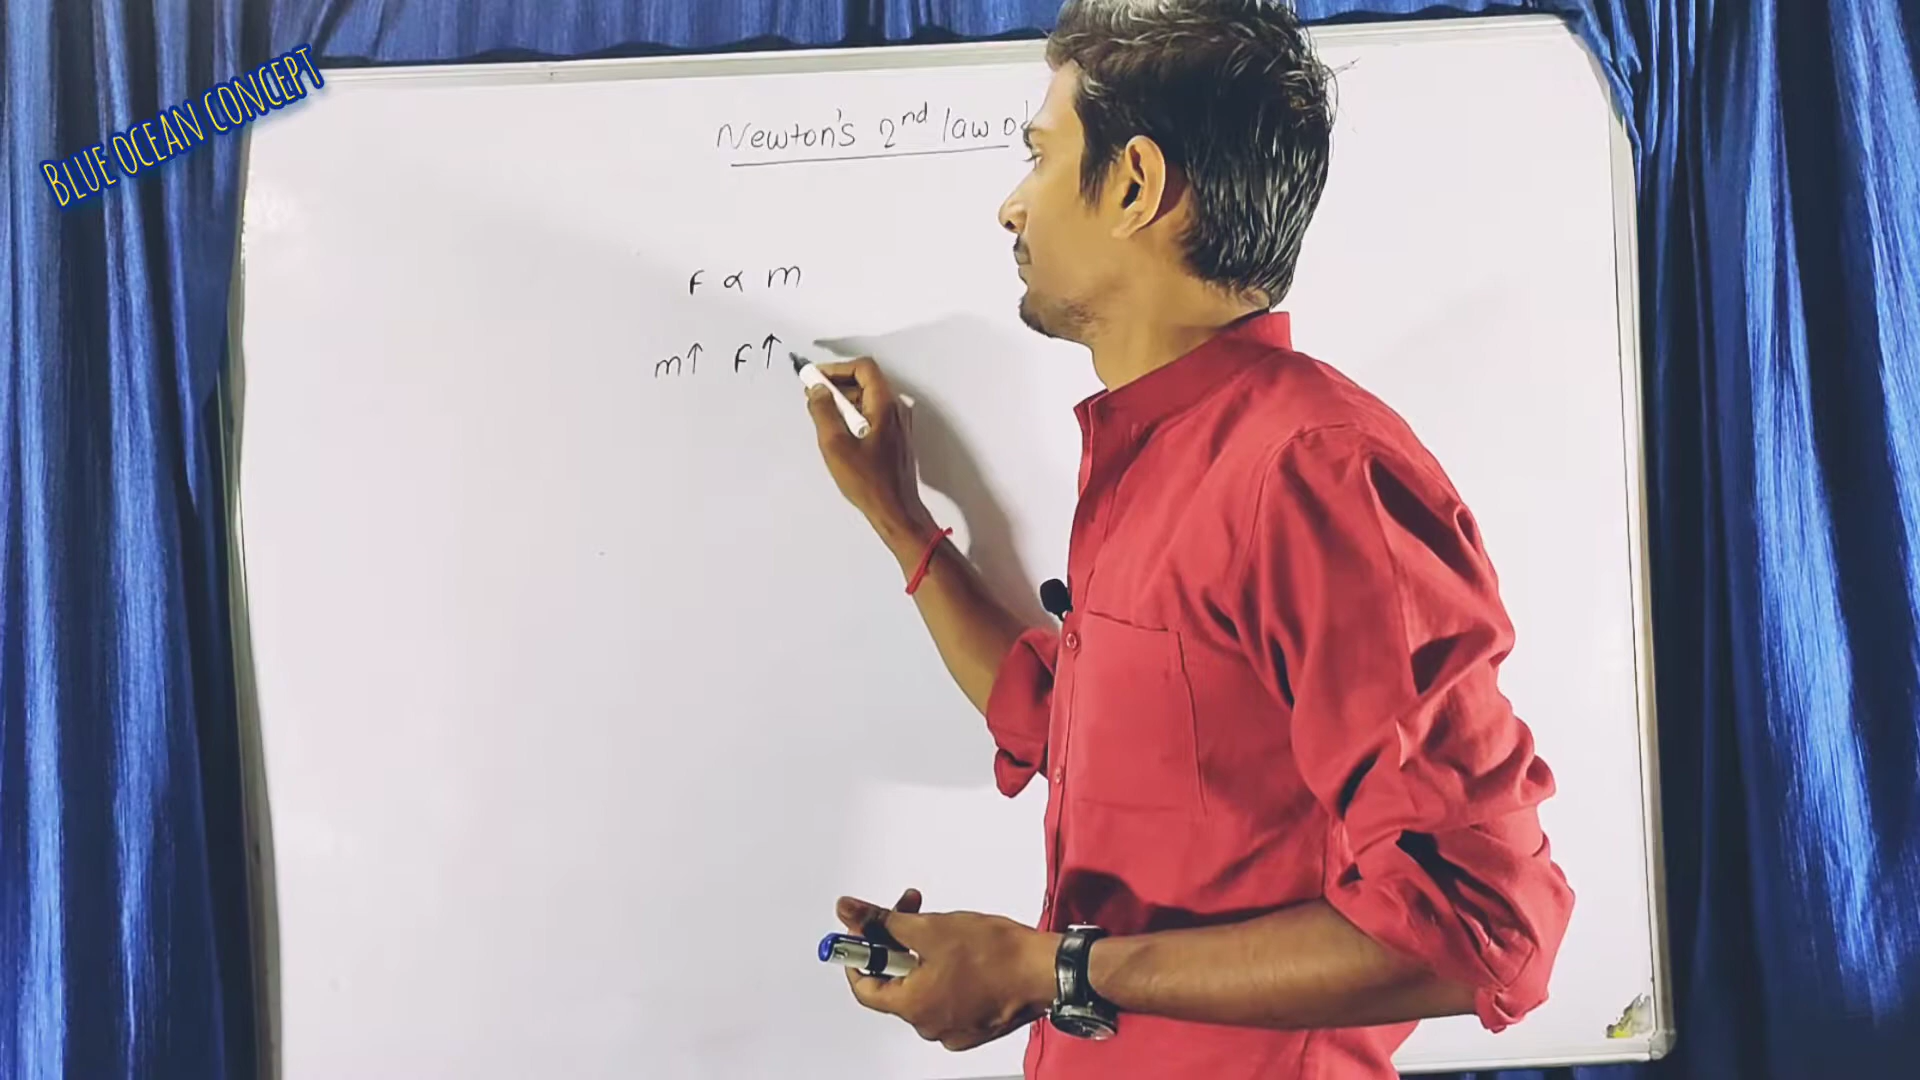 BLUE OCEAN CONCEPT
Newton's 2nd law of
F ∝ m
m↑ F↑